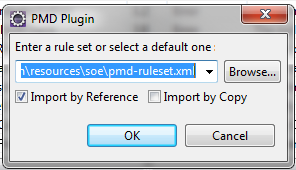 PMD Plugin
Enter a rule set or select a default one :
\resources\soe\pmd-ruleset.xml
Browse...
Import by Reference
Import by Copy
OK
Cancel